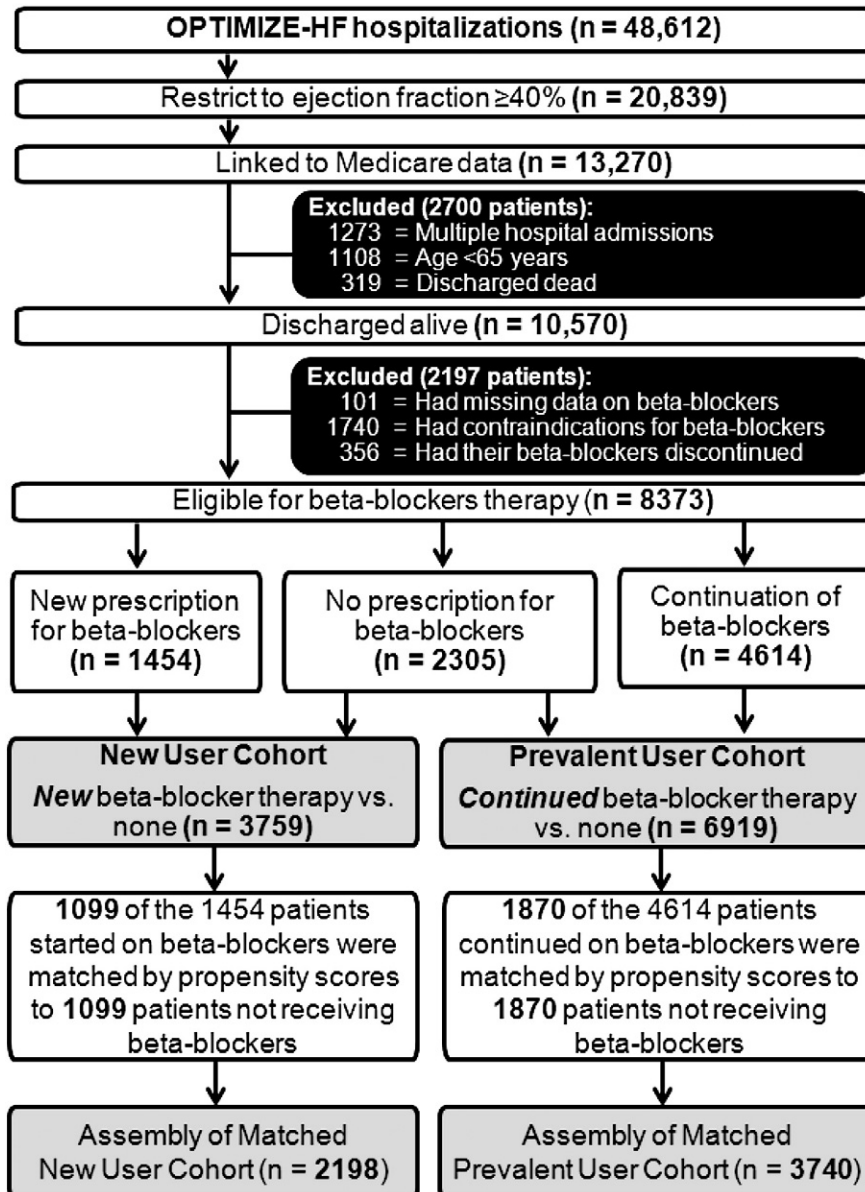 OPTIMIZE-HF hospitalizations (n = 48,612)
Restrict to ejection fraction ≥40% (n = 20,839)
Linked to Medicare data (n = 13,270)
Excluded (2700 patients):
1273 = Multiple hospital admissions
1108 = Age <65 years
319 = Discharged dead
Discharged alive (n = 10,570)
Excluded (2197 patients):
101 = Had missing data on beta-blockers
1740 = Had contraindications for beta-blockers
356 = Had their beta-blockers discontinued
Eligible for beta-blockers therapy (n = 8373)
New prescription
for beta-blockers
(n = 1454)
No prescription for
beta-blockers
(n = 2305)
Continuation of
beta-blockers
(n = 4614)
New User Cohort
New beta-blocker therapy vs.
none (n = 3759)
Prevalent User Cohort
Continued beta-blocker therapy
vs. none (n = 6919)
1099 of the 1454 patients
started on beta-blockers were
matched by propensity scores
to 1099 patients not receiving
beta-blockers
1870 of the 4614 patients
continued on beta-blockers were
matched by propensity scores to
1870 patients not receiving
beta-blockers
Assembly of Matched
New User Cohort (n = 2198)
Assembly of Matched
Prevalent User Cohort (n = 3740)